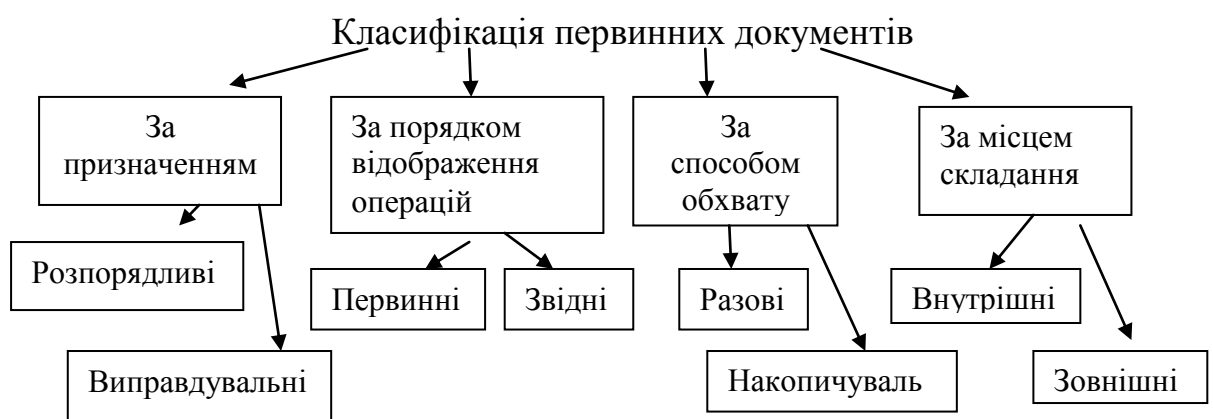 Класифікація первинних документів
За
призначенням
За порядком
відображення
операцій
За
способом
обхвату
За місцем
складання
Розпорядливі
Первинні
Звідні
Разові
Внутрішні
Виправдувальні
Накопичуваль
Зовнішні